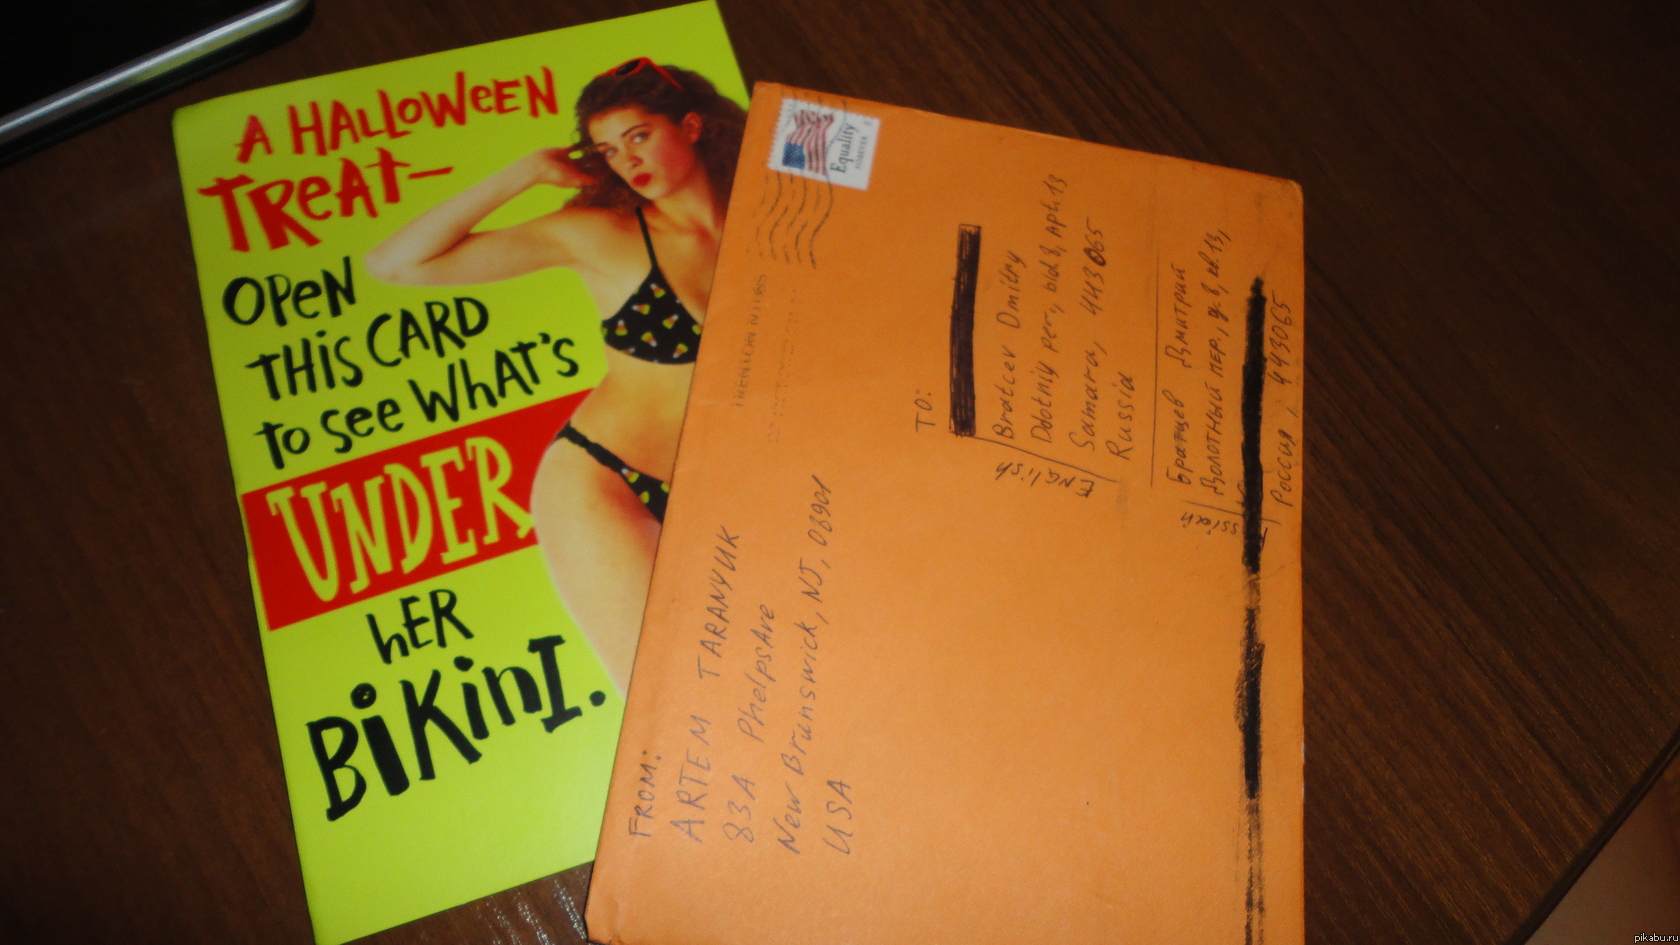 A HALLOWEEN
TREAT—
OPEN
THIS CARD
to see WHAT'S
UNDER
HER
BIKINI.
Equality
FOREVER
FROM:
ARTEM TARANYUK
83A Phelps Ave
New Brunswick, NJ, 08901
USA
TO:
English
Bratcev Dmitry
Dolotniy per., bld 8, apt. 13
Samara, 443065
Russia
Братцев Дмитрий
Долотный пер., д. 8, кв. 13,
Россия, 443065
pikabu.ru